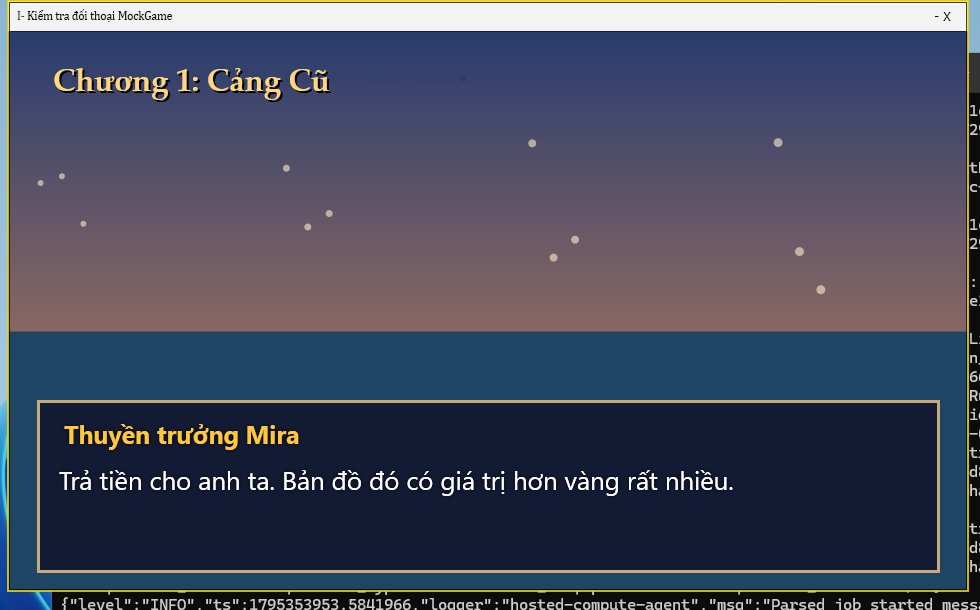 I- Kiểm tra đối thoại MockGame
- X
Chương 1: Cảng Cũ
Thuyền trưởng Mira
Trả tiền cho anh ta. Bản đồ đó có giá trị hơn vàng rất nhiều.
{"level":"INFO","ts":1795353953.5841966,"logger":"hosted-compute-agent","msg":"Parsed job started mes